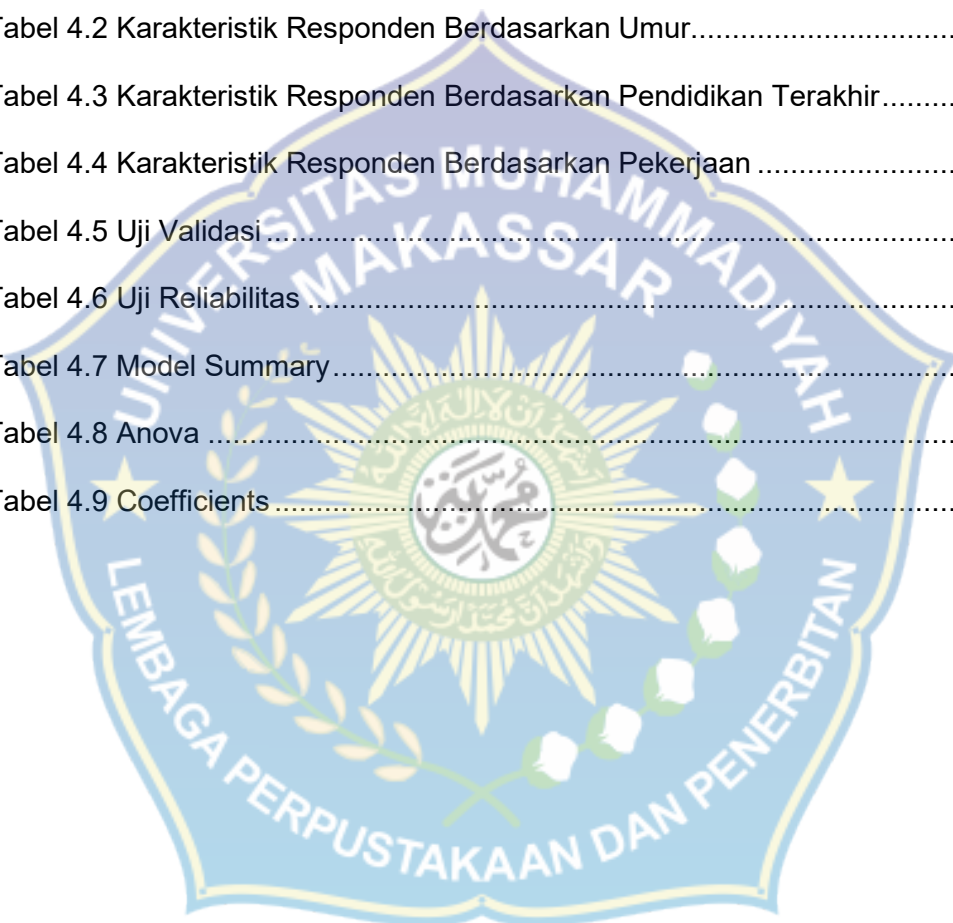 Tabel 4.2 Karakteristik Responden Berdasarkan Umur................................
Tabel 4.3 Karakteristik Responden Berdasarkan Pendidikan Terakhir.........
Tabel 4.4 Karakteristik Responden Berdasarkan Pekerjaan ........................
Tabel 4.5 Uji Validasi....................................................................................
Tabel 4.6 Uji Reliabilitas ...............................................................................
Tabel 4.7 Model Summary............................................................................
Tabel 4.8 Anova ...........................................................................................
Tabel 4.9 Coefficients...................................................................................
UNIVERSITAS MUHAMMADIYAH
MAKASSAR
محمد
LEMBAGA PERPUSTAKAAN DAN PENERBITAN